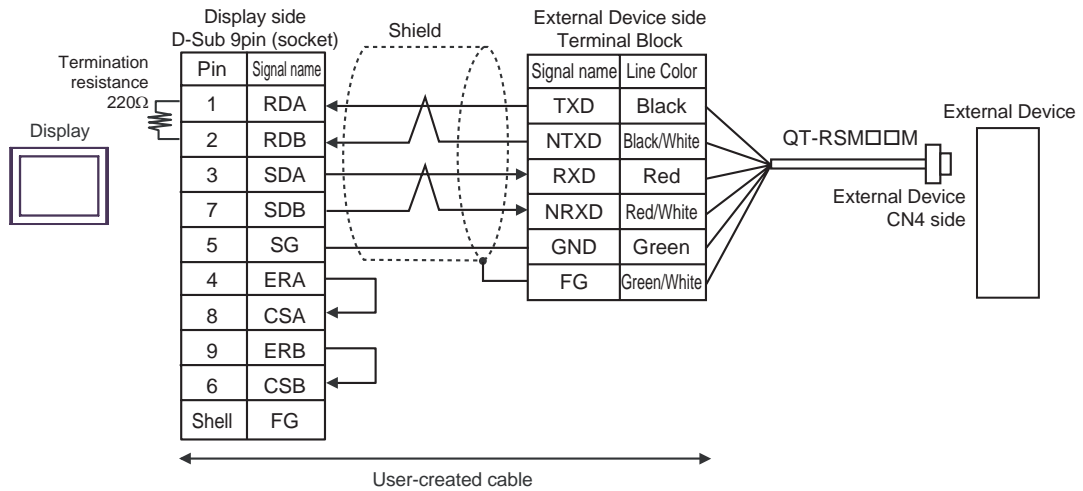 Display side
D-Sub 9pin (socket)
Shield
External Device side
Terminal Block
Termination
resistance
220Ω
Display
Pin Signal name
1 RDA
2 RDB
3 SDA
7 SDB
5 SG
4 ERA
8 CSA
9 ERB
6 CSB
Shell FG
Signal name Line Color
TXD Black
NTXD Black/White
RXD Red
NRXD Red/White
GND Green
FG Green/White
QT-RSM□□M
External Device
CN4 side
External Device
User-created cable